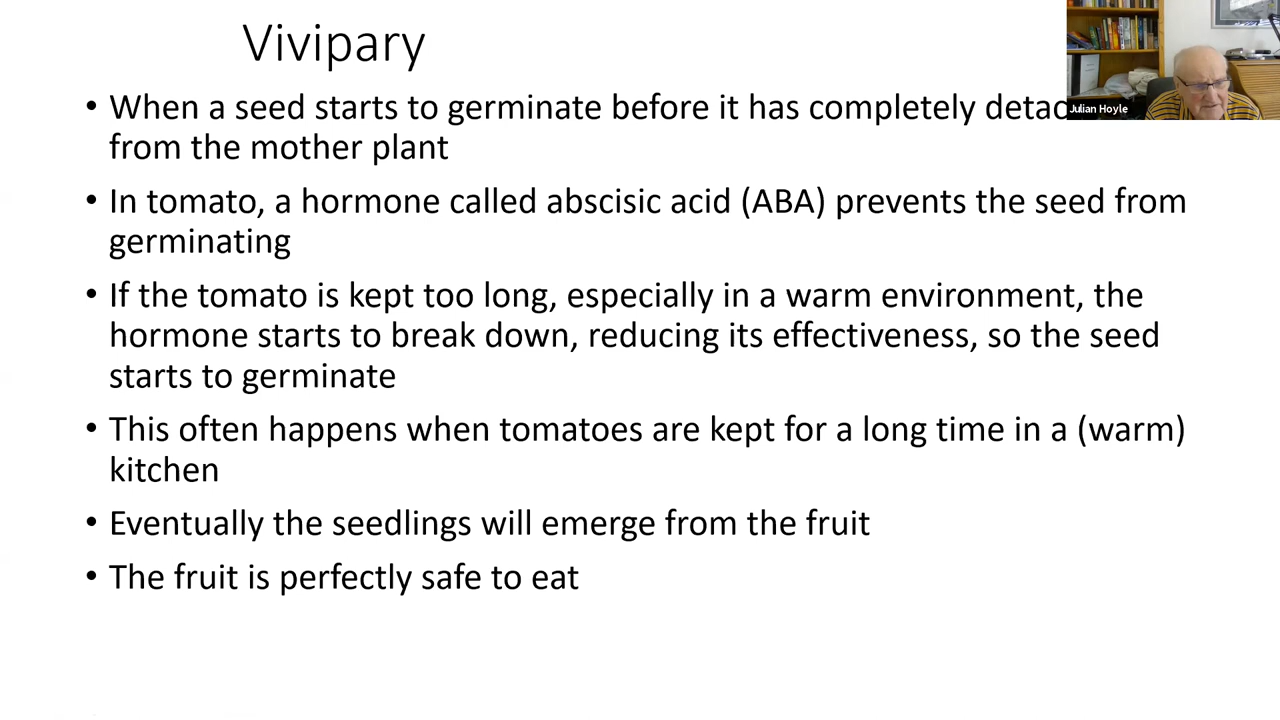 Vivipary
• When a seed starts to germinate before it has completely
from the mother plant
• In tomato, a hormone called abscisic acid (ABA) prevents the seed from
germinating
• If the tomato is kept too long, especially in a warm environment, the
hormone starts to break down, reducing its effectiveness, so the seed
starts to germinate
• This often happens when tomatoes are kept for a long time in a (warm)
kitchen
• Eventually the seedlings will emerge from the fruit
• The fruit is perfectly safe to eat
Julian Hoyle